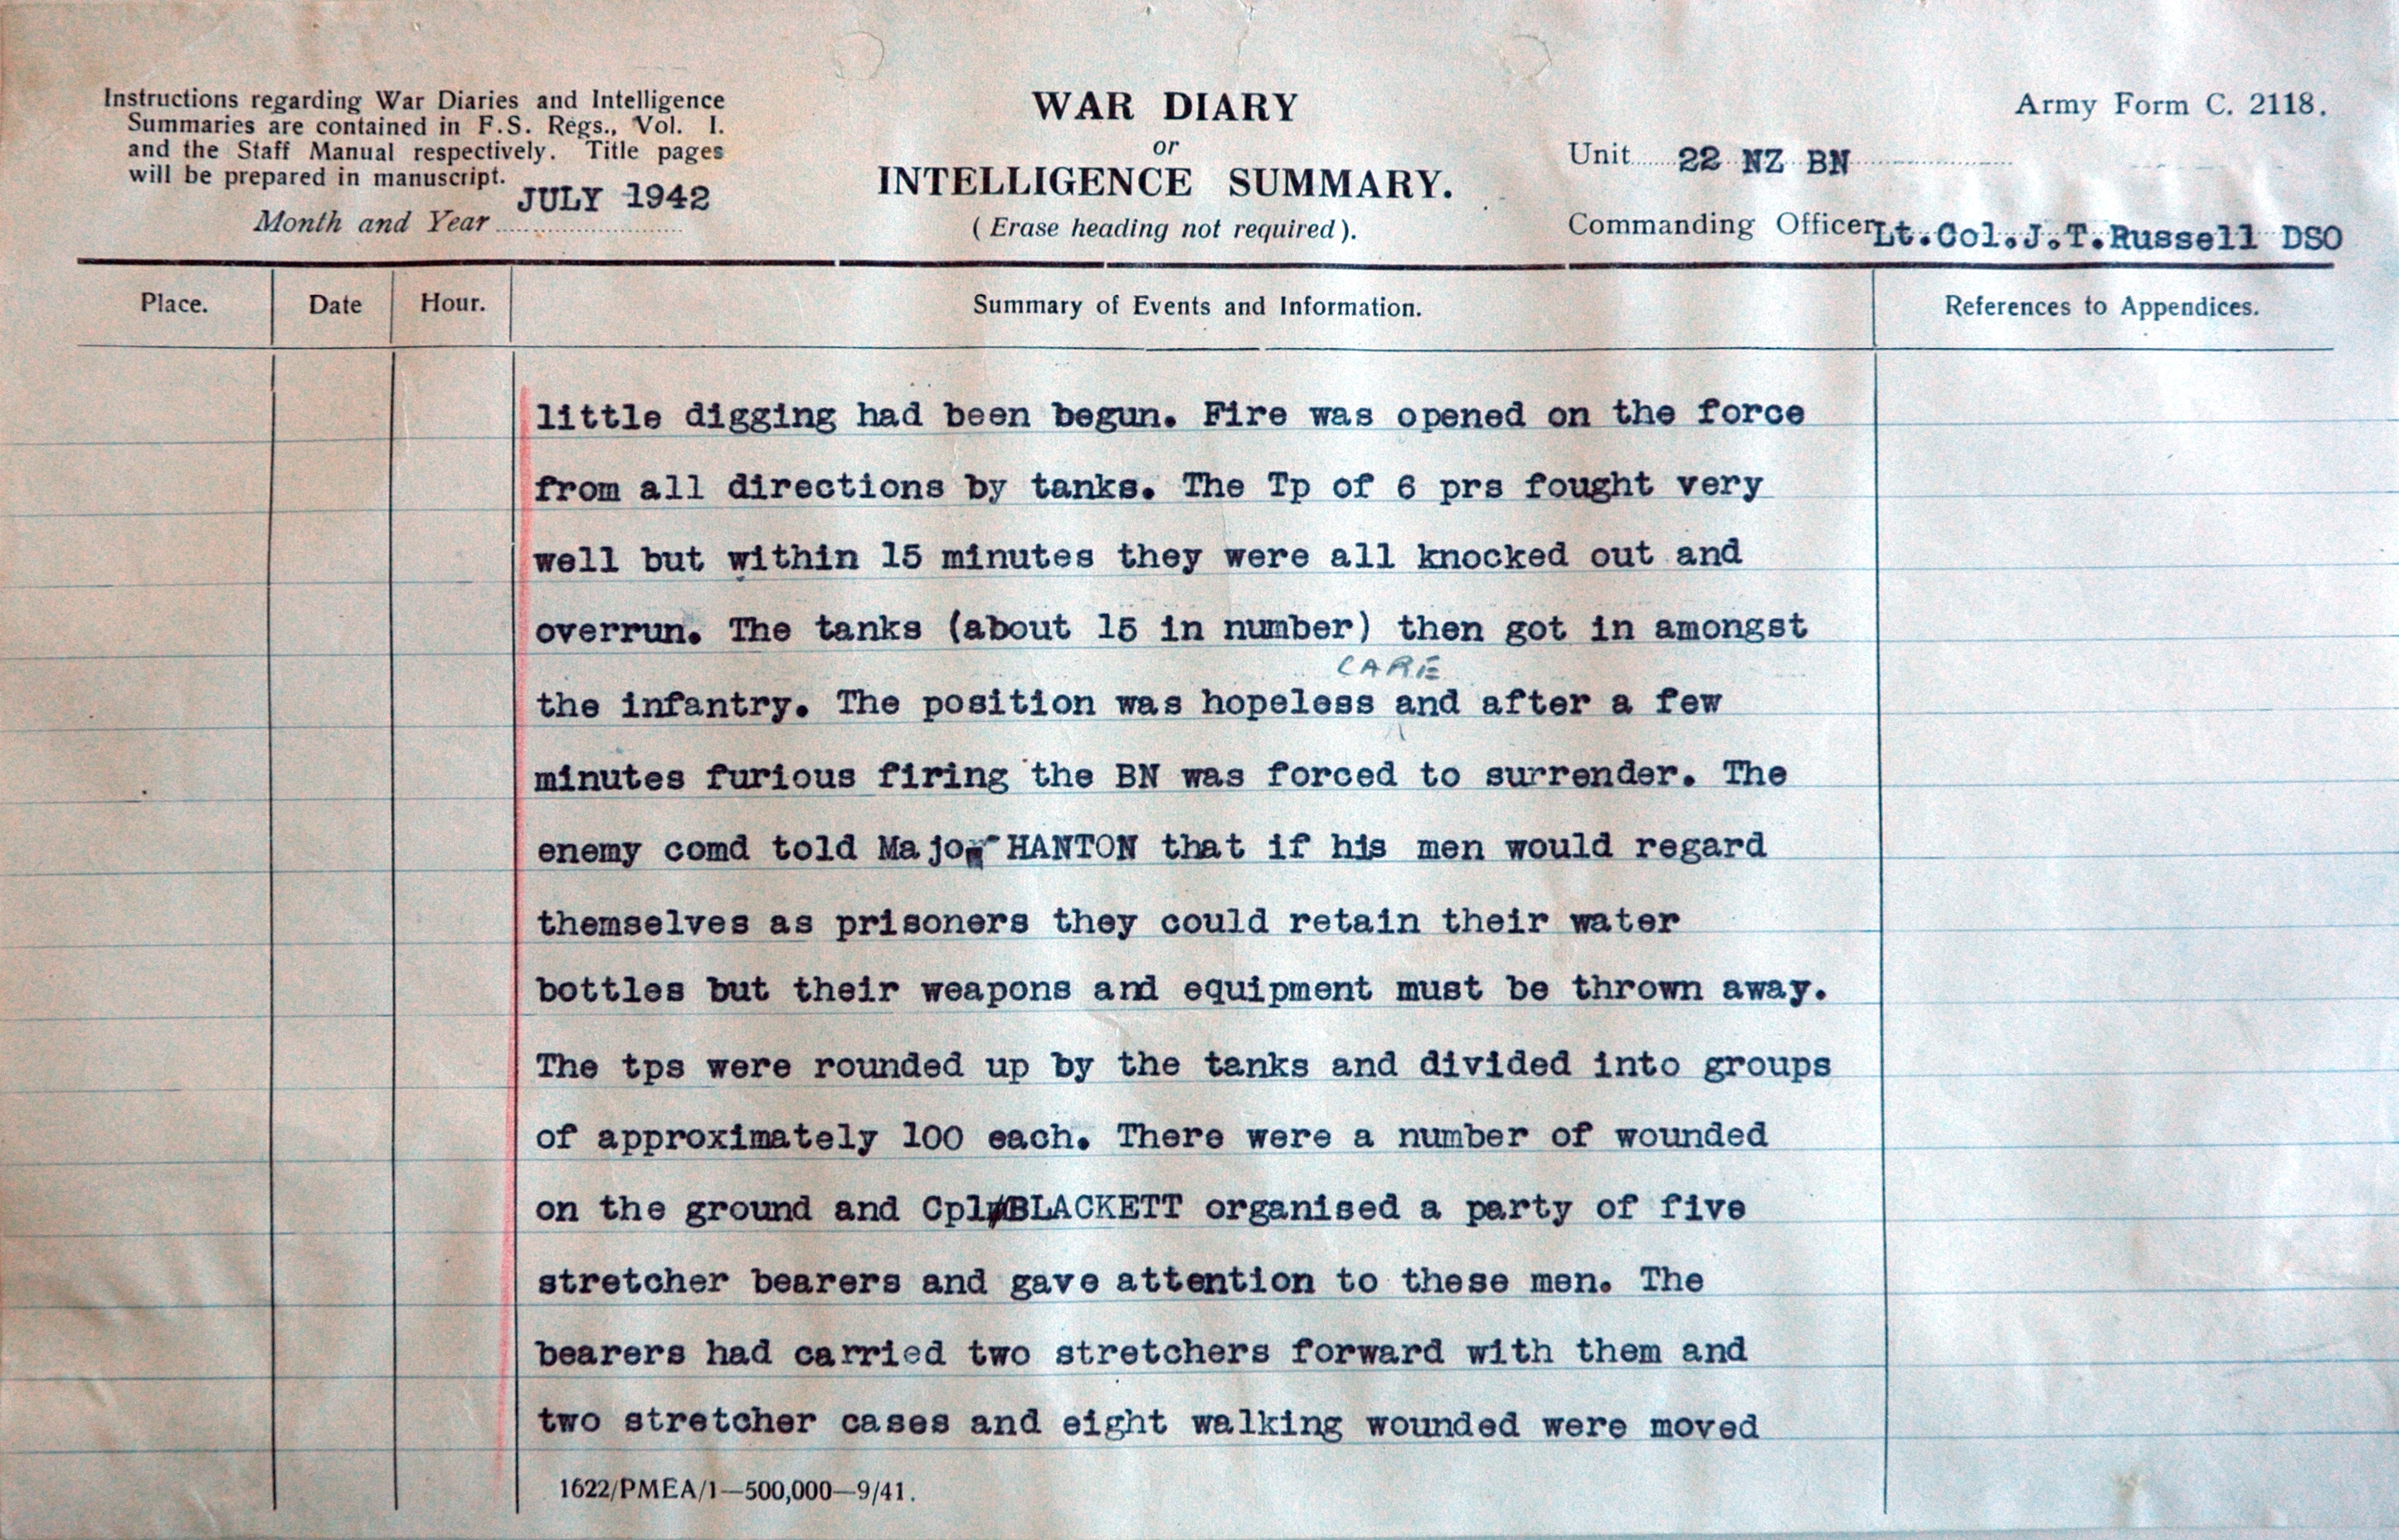 Instructions regarding War Diaries and Intelligence
Summaries are contained in F.S. Regs., Vol. I.
and the Staff Manual respectively. Title pages
will be prepared in manuscript.
Month and Year JULY 1942
WAR DIARY
or
INTELLIGENCE SUMMARY.
(Erase heading not required).
Army Form C. 2118.
Unit 22 NZ BN
Commanding Officer Lt.Col.J.T.Russell DSO
Place. Date Hour. Summary of Events and Information. References to Appendices.
little digging had been begun. Fire was opened on the force
from all directions by tanks. The Tp of 6 prs fought very
well but within 15 minutes they were all knocked out and
overrun. The tanks (about 15 in number) then got in amongst
CARE
the infantry. The position was hopeless and after a few
minutes furious firing the BN was forced to surrender. The
enemy comd told Major HANTON that if his men would regard
themselves as prisoners they could retain their water
bottles but their weapons and equipment must be thrown away.
The tps were rounded up by the tanks and divided into groups
of approximately 100 each. There were a number of wounded
on the ground and Cpl BLACKETT organised a party of five
stretcher bearers and gave attention to these men. The
bearers had carried two stretchers forward with them and
two stretcher cases and eight walking wounded were moved
1622/PMEA/1—500,000—9/41.